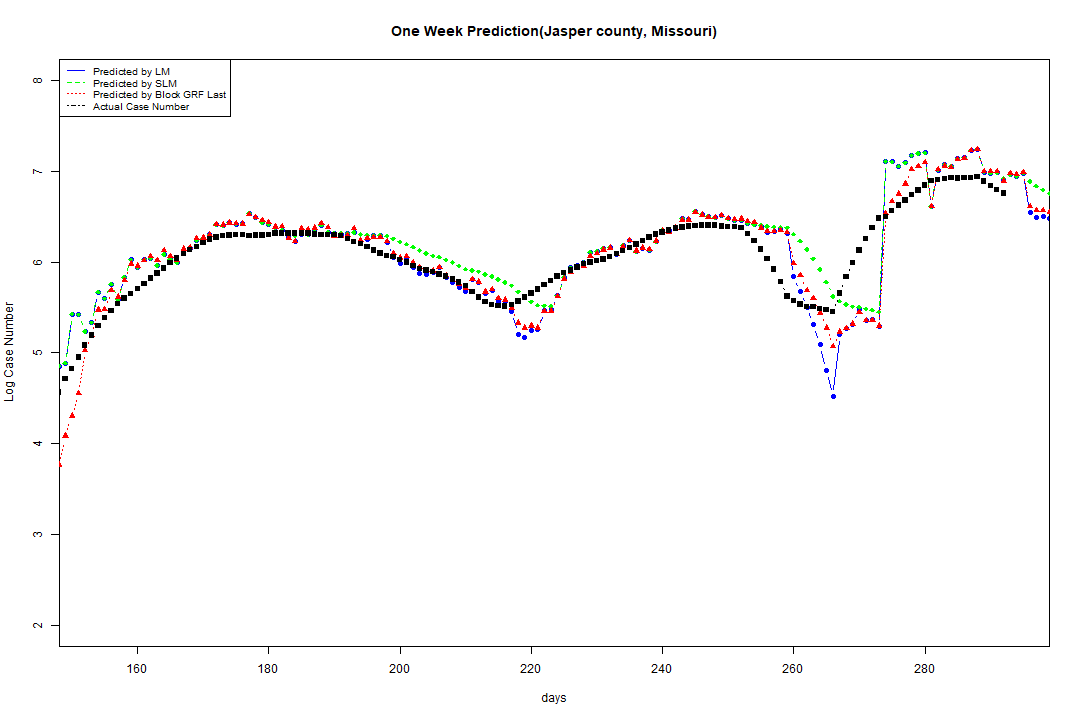 One Week Prediction(Jasper county, Missouri)
Predicted by LM
Predicted by SLM
Predicted by Block GRF Last
Actual Case Number
8
7
6
5
4
3
2
Log Case Number
160 180 200 220 240 260 280
days